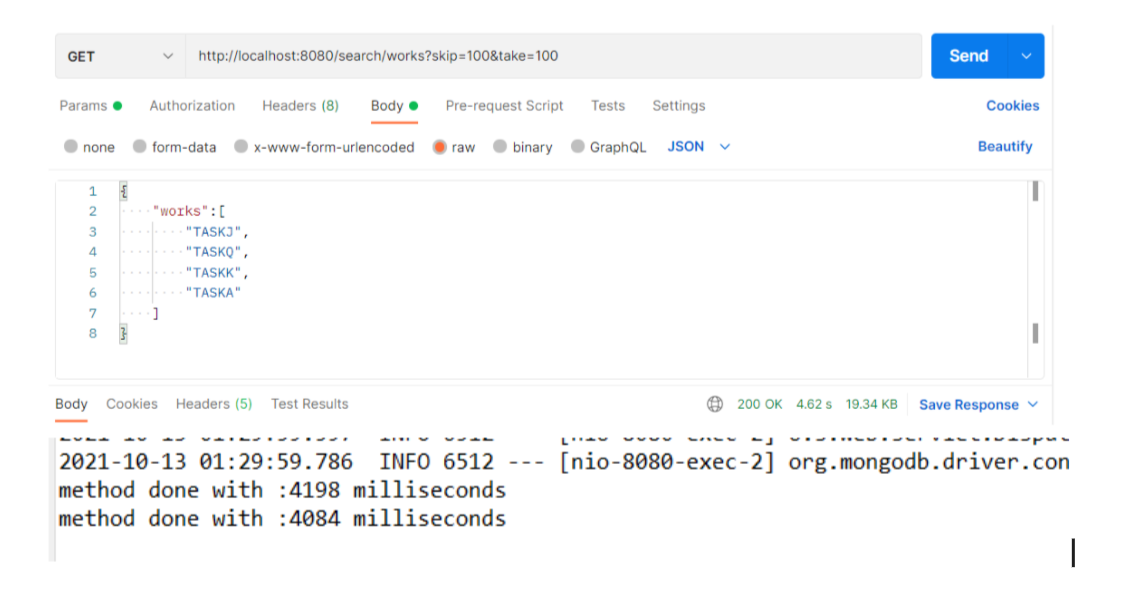 GET http://localhost:8080/search/works?skip=100&take=100 Send
Params Authorization Headers (8) Body Pre-request Script Tests Settings Cookies
none form-data x-www-form-urlencoded raw binary GraphQL JSON Beautify
1 {
2 "works":[
3 "TASKJ",
4 "TASKQ",
5 "TASKK",
6 "TASKA"
7 ]
8 }
Body Cookies Headers (5) Test Results 200 OK 4.62 s 19.34 KB Save Response
2021-10-13 01:29:59.786 INFO 6512 --- [nio-8080-exec-2] org.mongodb.driver.con
method done with :4198 milliseconds
method done with :4084 milliseconds